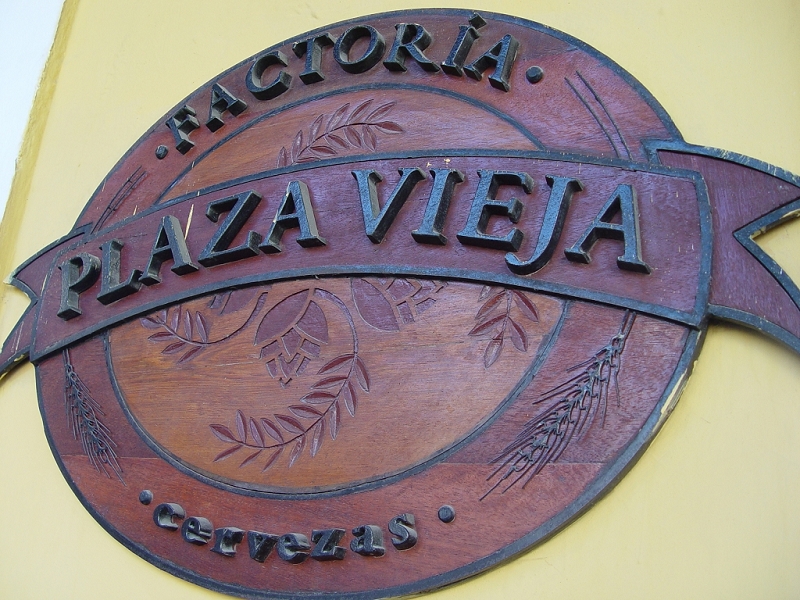 · FACTORÍA ·
PLAZA VIEJA
· cervezas ·